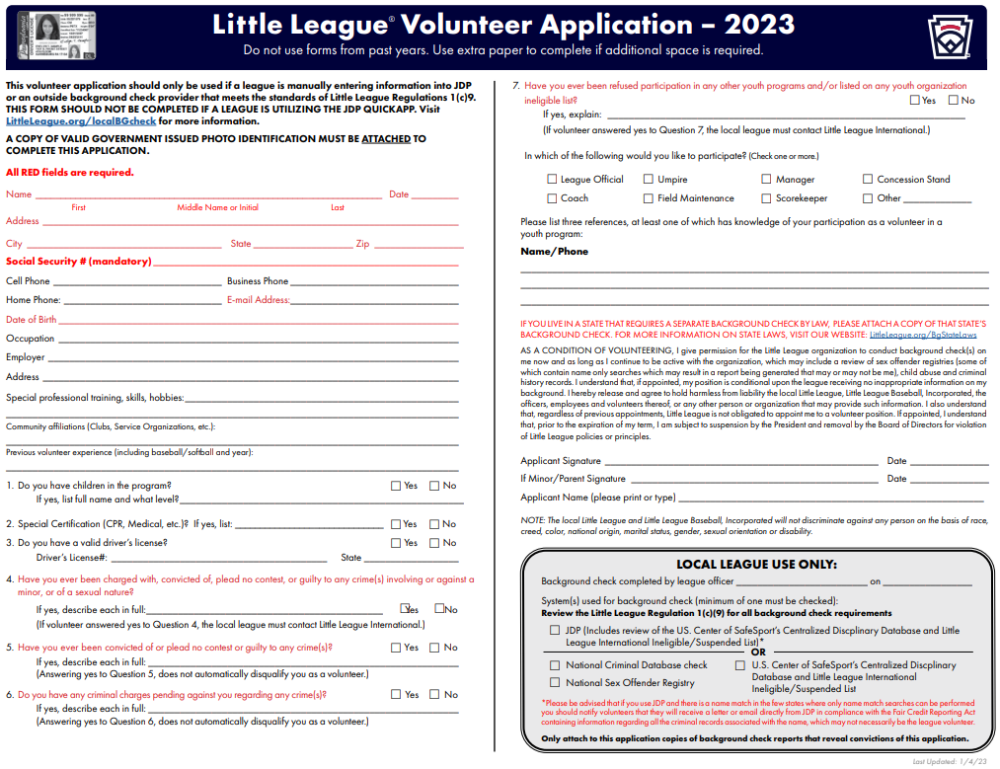 Little League® Volunteer Application – 2023
Do not use forms from past years. Use extra paper to complete if additional space is required.
This volunteer application should only be used if a league is manually entering information into JDP
or an outside background check provider that meets the standards of Little League Regulations 1(c)9.
THIS FORM SHOULD NOT BE COMPLETED IF A LEAGUE IS UTILIZING THE JDP QUICKAPP. Visit
LittleLeague.org/localBGcheck for more information.
A COPY OF VALID GOVERNMENT ISSUED PHOTO IDENTIFICATION MUST BE ATTACHED TO
COMPLETE THIS APPLICATION.
All RED fields are required.
Name Date
First Middle Name or Initial Last
Address
City State Zip
Social Security # (mandatory)
Cell Phone Business Phone
Home Phone: E-mail Address:
Date of Birth
Occupation
Employer
Address
Special professional training, skills, hobbies:
Community affiliations (Clubs, Service Organizations, etc.):
Previous volunteer experience (including baseball/softball and year):
1. Do you have children in the program? Yes No
If yes, list full name and what level?
2. Special Certification (CPR, Medical, etc.)? If yes, list: Yes No
3. Do you have a valid driver's license? Yes No
Driver's License#: State
4. Have you ever been charged with, convicted of, plead no contest, or guilty to any crime(s) involving or against a
minor, or of a sexual nature?
If yes, describe each in full: Yes No
(If volunteer answered yes to Question 4, the local league must contact Little League International.)
5. Have you ever been convicted of or plead no contest or guilty to any crime(s)? Yes No
If yes, describe each in full:
(Answering yes to Question 5, does not automatically disqualify you as a volunteer.)
6. Do you have any criminal charges pending against you regarding any crime(s)? Yes No
If yes, describe each in full:
(Answering yes to Question 6, does not automatically disqualify you as a volunteer.)
7. Have you ever been refused participation in any other youth programs and/or listed on any youth organization
ineligible list? Yes No
If yes, explain:
(If volunteer answered yes to Question 7, the local league must contact Little League International.)
In which of the following would you like to participate? (Check one or more.)
League Official Umpire Manager Concession Stand
Coach Field Maintenance Scorekeeper Other
Please list three references, at least one of which has knowledge of your participation as a volunteer in a
youth program:
Name/Phone
IF YOU LIVE IN A STATE THAT REQUIRES A SEPARATE BACKGROUND CHECK BY LAW, PLEASE ATTACH A COPY OF THAT STATE'S
BACKGROUND CHECK. FOR MORE INFORMATION ON STATE LAWS, VISIT OUR WEBSITE: LittleLeague.org/BgStateLaws
AS A CONDITION OF VOLUNTEERING, I give permission for the Little League organization to conduct background check(s) on
me now and as long as I continue to be active with the organization, which may include a review of sex offender registries (some of
which contain name only searches which may result in a report being generated that may or may not be me), child abuse and criminal
history records. I understand that, if appointed, my position is conditional upon the league receiving no inappropriate information on my
background. I hereby release and agree to hold harmless from liability the local Little League, Little League Baseball, Incorporated, the
officers, employees and volunteers thereof, or any other person or organization that may provide such information. I also understand
that, regardless of previous appointments, Little League is not obligated to appoint me to a volunteer position. If appointed, I understand
that, prior to the expiration of my term, I am subject to suspension by the President and removal by the Board of Directors for violation
of Little League policies or principles.
Applicant Signature Date
If Minor/Parent Signature Date
Applicant Name (please print or type)
NOTE: The local Little League and Little League Baseball, Incorporated will not discriminate against any person on the basis of race,
creed, color, national origin, marital status, gender, sexual orientation or disability.
LOCAL LEAGUE USE ONLY:
Background check completed by league officer on
System(s) used for background check (minimum of one must be checked):
Review the Little League Regulation 1(c)(9) for all background check requirements
JDP (Includes review of the US. Center of SafeSport's Centralized Discplinary Database and Little
League International Ineligible/Suspended List)*
OR
National Criminal Database check
National Sex Offender Registry
U.S. Center of SafeSport's Centralized Discplinary
Database and Little League International
Ineligible/Suspended List
*Please be advised that if you use JDP and there is a name match in the few states where only name match searches can be performed
you should notify volunteers that they will receive a letter or email directly from JDP in compliance with the Fair Credit Reporting Act
containing information regarding all the criminal records associated with the name, which may not necessarily be the league volunteer.
Only attach to this application copies of background check reports that reveal convictions of this application.
Last Updated: 1/4/23